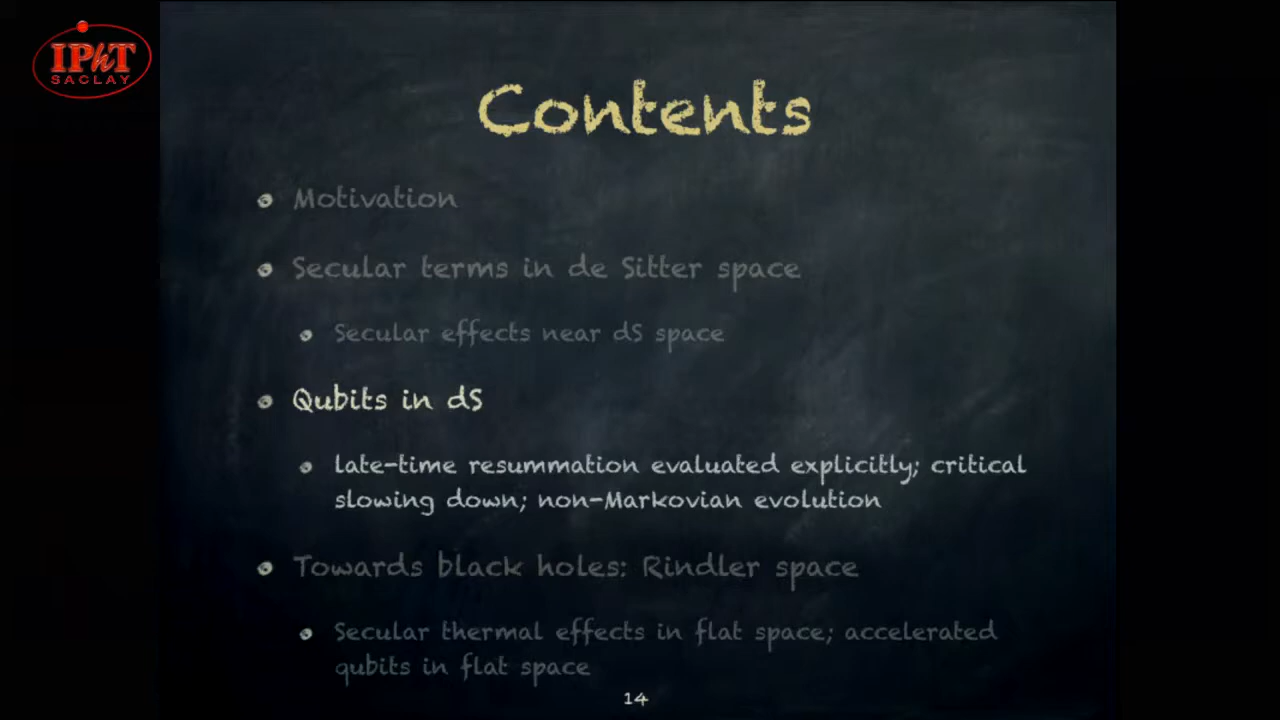 IPhT
SACLAY
Contents
Motivation
Secular terms in de Sitter space
Secular effects near dS space
Qubits in dS
late-time resummation evaluated explicitly; critical
slowing down; non-Markovian evolution
Towards black holes: Rindler space
Secular thermal effects in flat space; accelerated
qubits in flat space
14